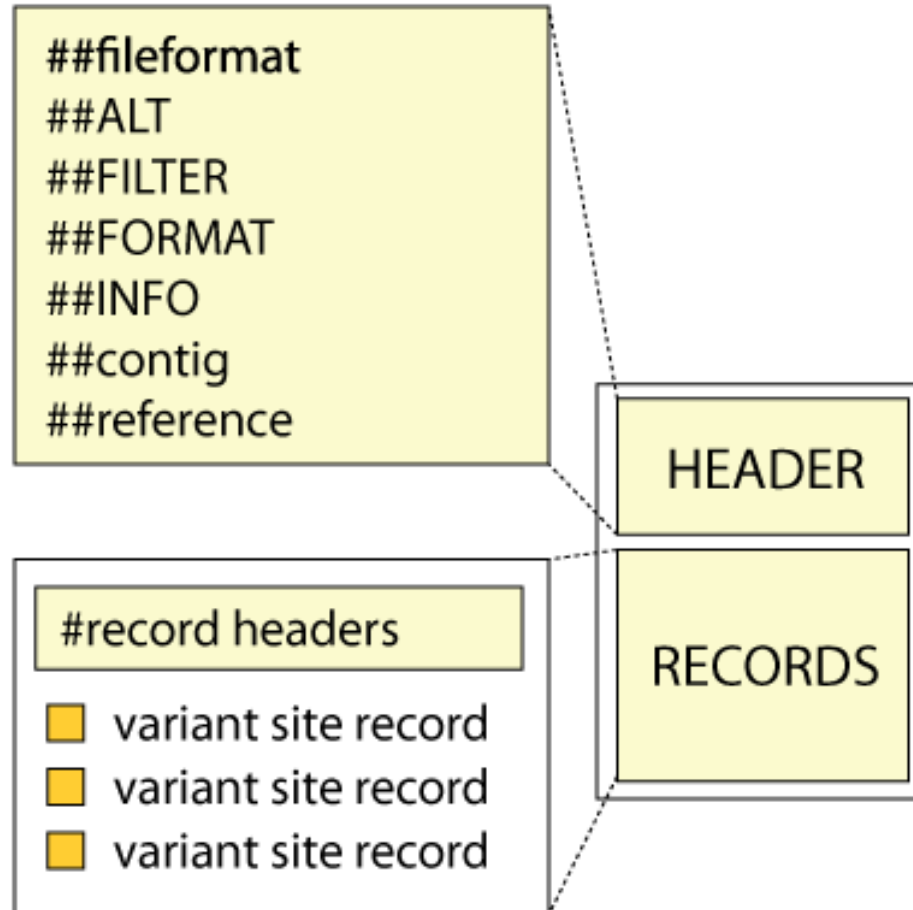 ##fileformat
##ALT
##FILTER
##FORMAT
##INFO
##contig
##reference
HEADER
RECORDS
#record headers
variant site record
variant site record
variant site record